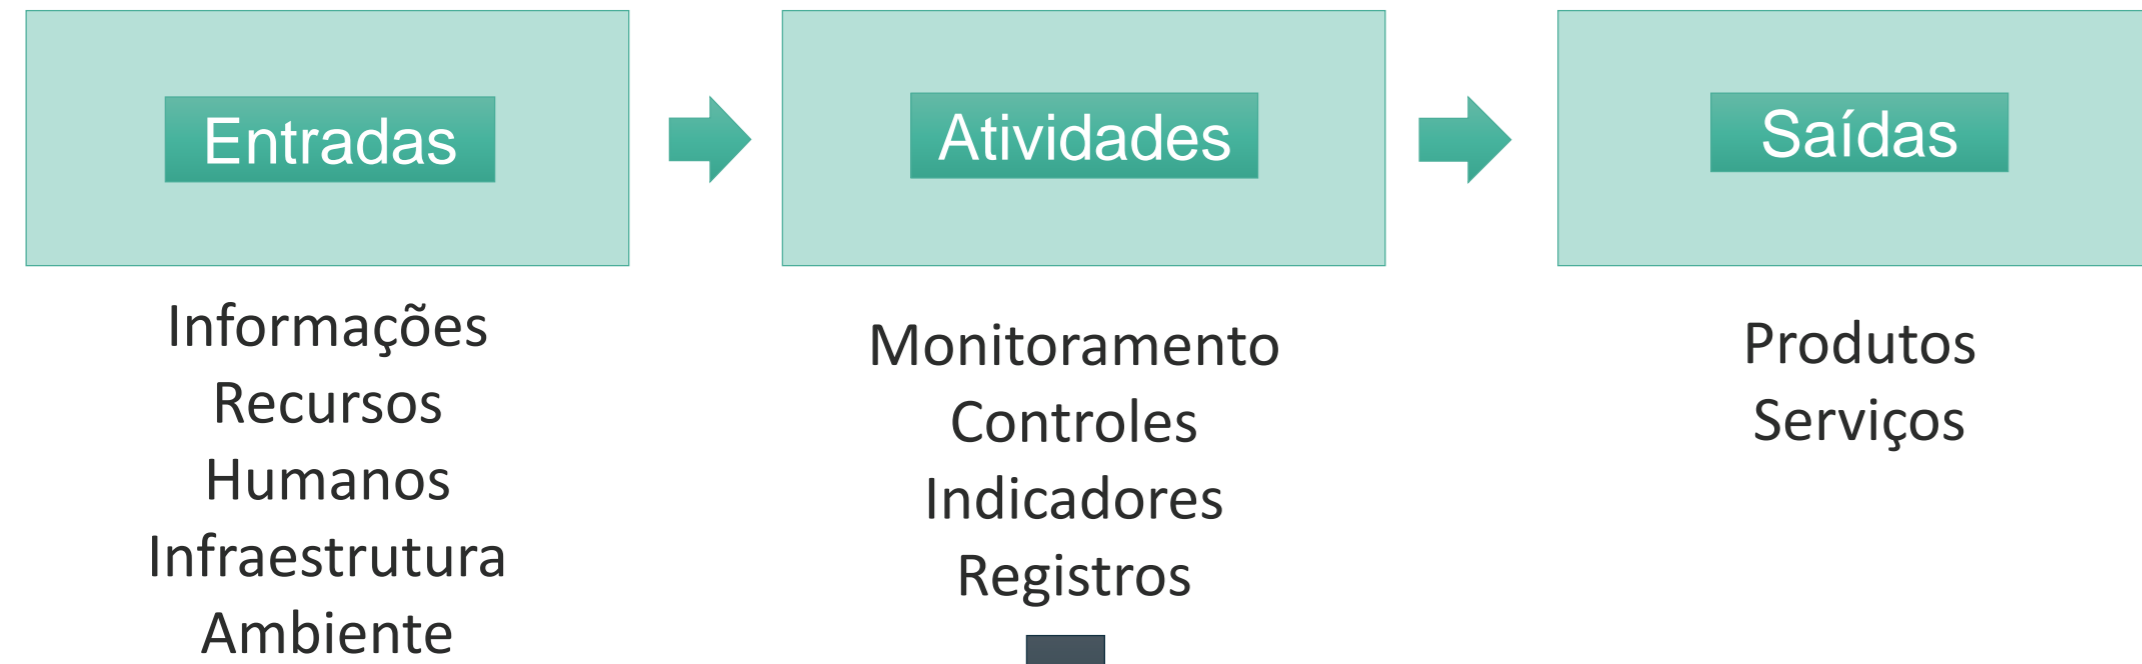 Entradas
Atividades
Saídas
Informações
Recursos
Humanos
Infraestrutura
Ambiente
Monitoramento
Controles
Indicadores
Registros
Produtos
Serviços